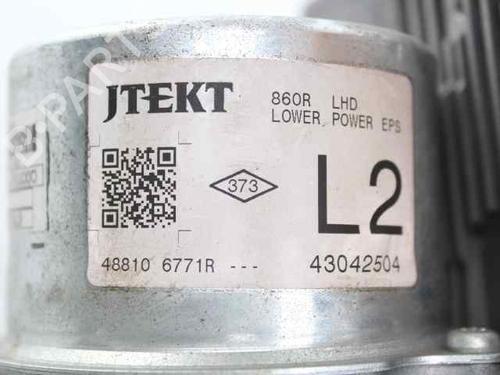 JTEKT
860R LHD
LOWER POWER EPS
373
L2
48810 6771R ---
43042504